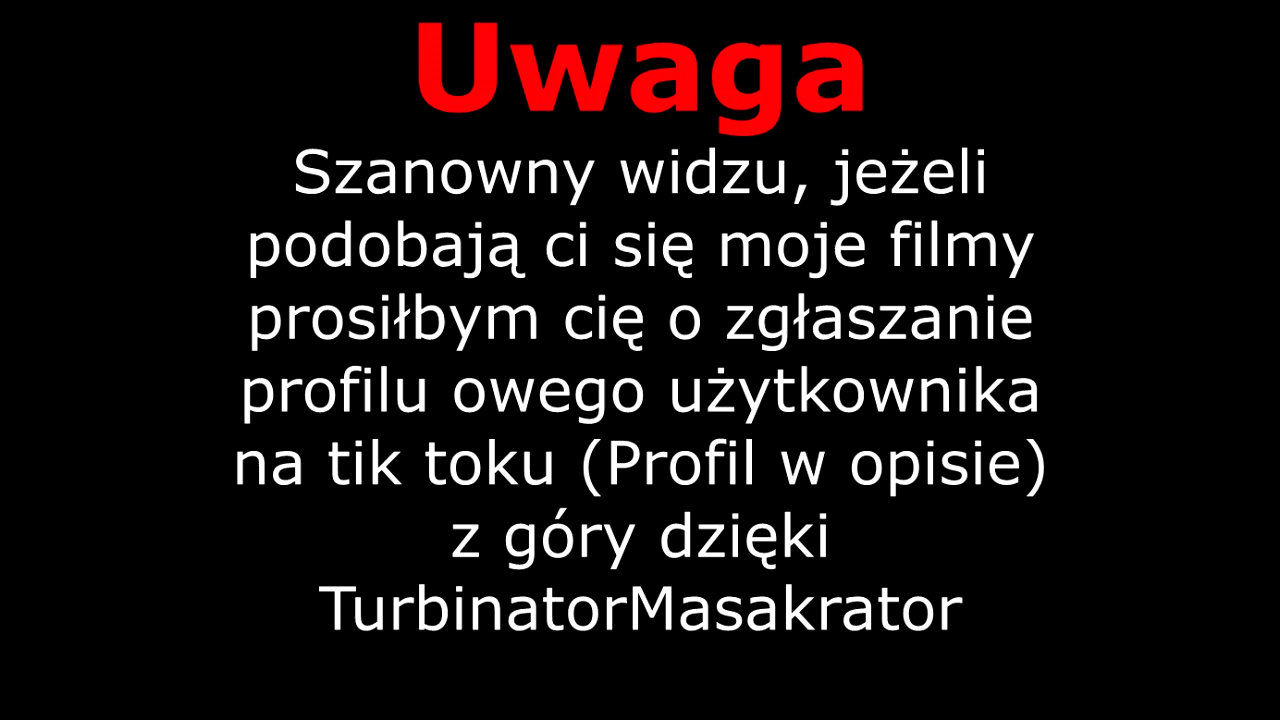 Uwaga
Szanowny widzu, jeżeli
podobają ci się moje filmy
prosiłbym cię o zgłaszanie
profilu owego użytkownika
na tik toku (Profil w opisie)
z góry dzięki
TurbinatorMasakrator